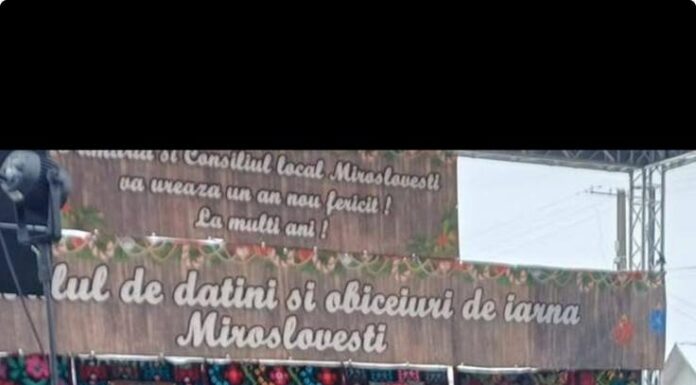 si Consiliul local Miroslovesti
va ureaza un an nou fericit !
La multi ani !
lul de datini si obiceiuri de iarna
Miroslovesti